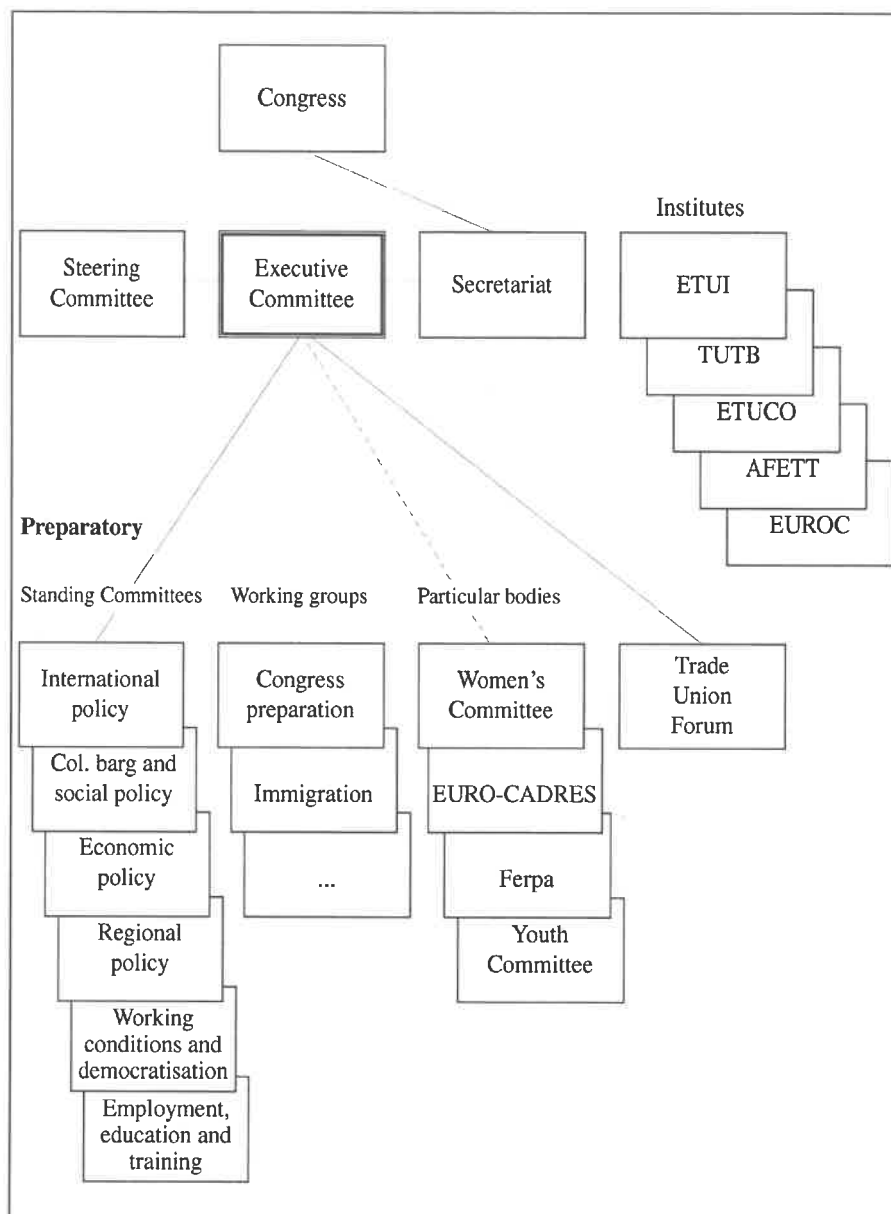 Congress
Institutes
Steering
Committee
Executive
Committee
Secretariat
ETUI
TUTB
ETUCO
AFETT
EUROC
Preparatory
Standing Committees
Working groups
Particular bodies
International
policy
Col. barg and
social policy
Economic
policy
Regional
policy
Working
conditions and
democratisation
Employment,
education and
training
Congress
preparation
Immigration
...
Women's
Committee
EURO-CADRES
Ferpa
Youth
Committee
Trade
Union
Forum